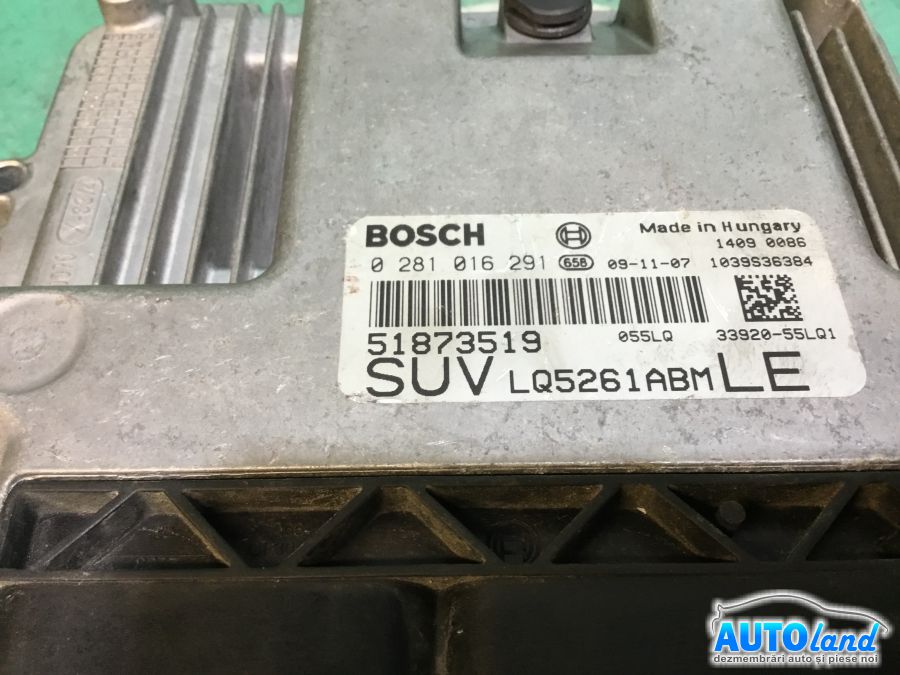 BOSCH
Made in Hungary
1409 0086
0 281 016 291 658 09-11-07 1039S36384
51873519 055LQ 33920-55LQ1
SUV LQ5261ABM LE
AUTOland
dezmembrări auto și piese noi